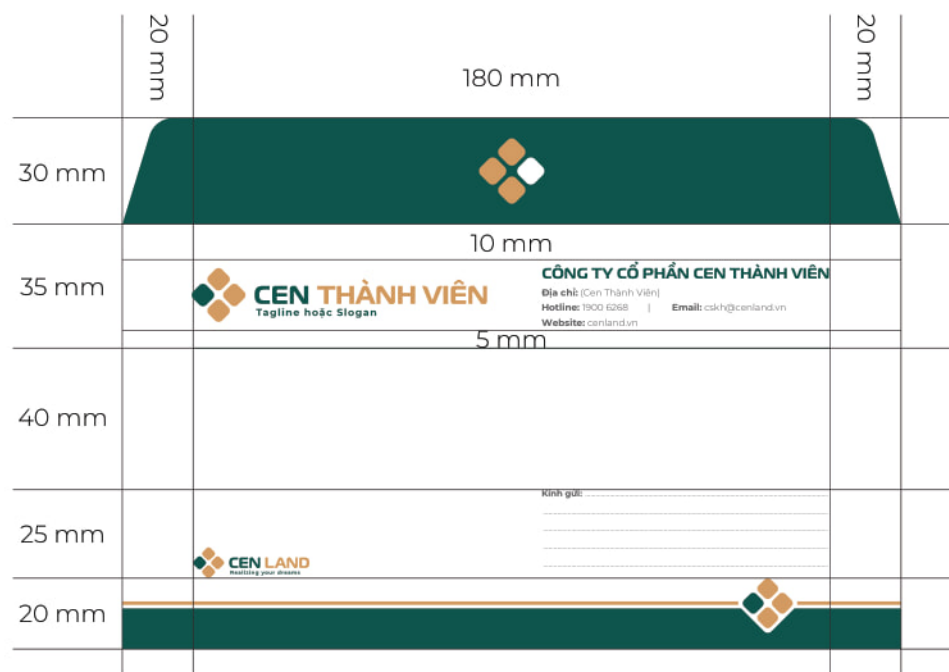 20 mm
20 mm
180 mm
30 mm
10 mm
35 mm
CEN THÀNH VIÊN
Tagline hoặc Slogan
CÔNG TY CỔ PHẦN CEN THÀNH VIÊN
Địa chỉ: (Cen Thành Viên)
Hotline: 1900 6268 | Email: cskh@cenland.vn
Website: cenland.vn
5 mm
40 mm
Kính gửi:
25 mm
CEN LAND
Realizing your dreams
20 mm